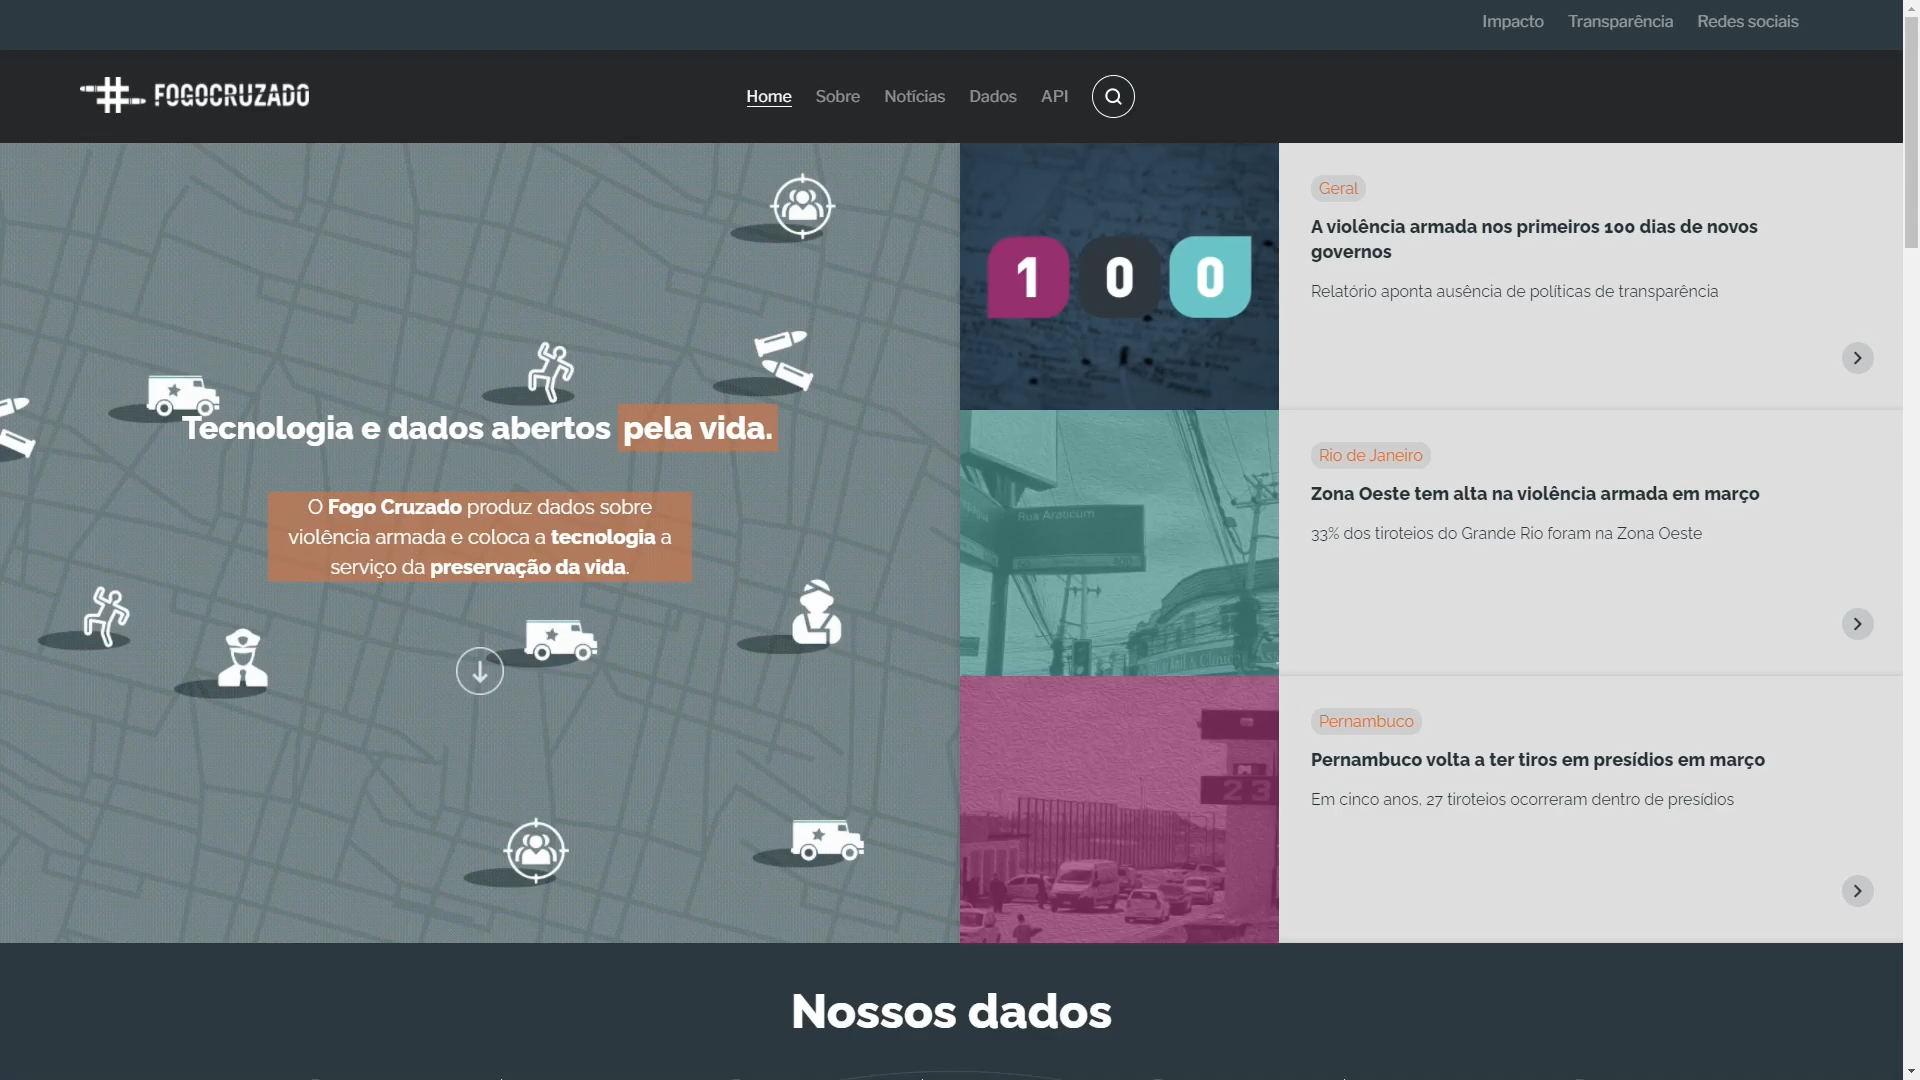 Impacto Transparência Redes sociais
FOGOCRUZADO
Home Sobre Notícias Dados API
Tecnologia e dados abertos pela vida.
O Fogo Cruzado produz dados sobre
violência armada e coloca a tecnologia a
serviço da preservação da vida.
1 0 0
Geral
A violência armada nos primeiros 100 dias de novos
governos
Relatório aponta ausência de políticas de transparência
Rua Araticum
Rio de Janeiro
Zona Oeste tem alta na violência armada em março
33% dos tiroteios do Grande Rio foram na Zona Oeste
23
Pernambuco
Pernambuco volta a ter tiros em presídios em março
Em cinco anos, 27 tiroteios ocorreram dentro de presídios
Nossos dados